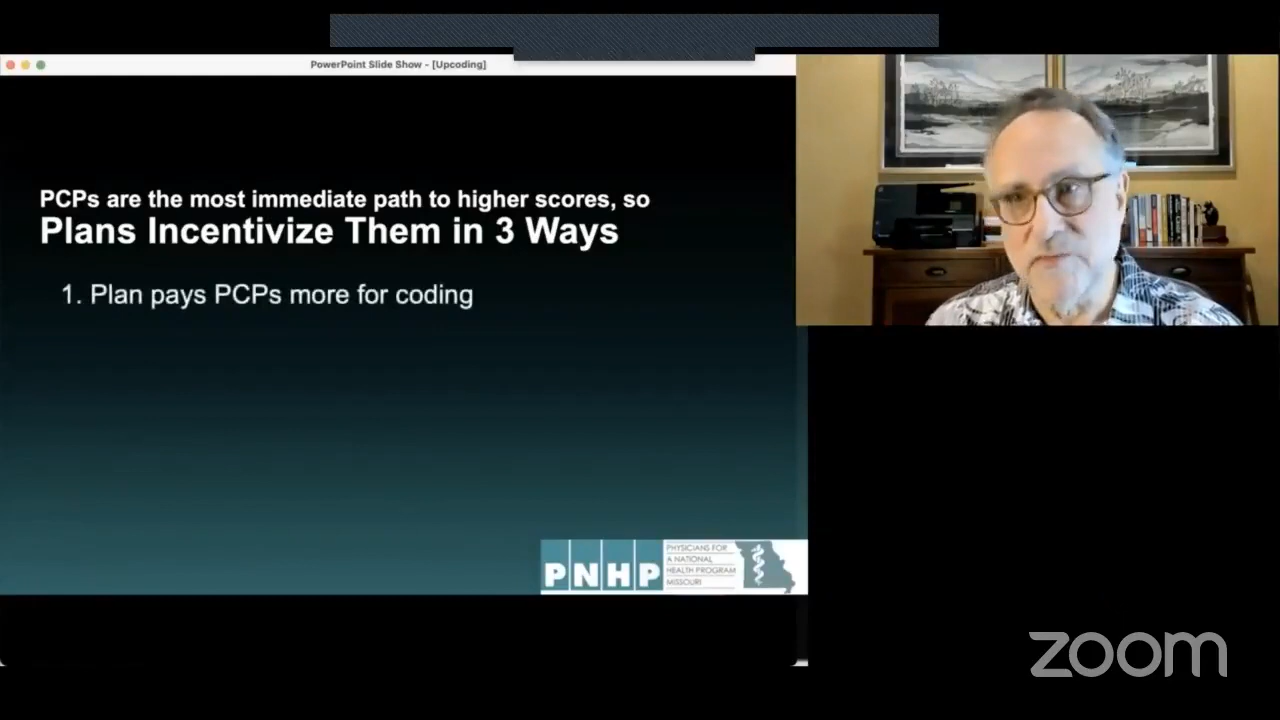 PowerPoint Slide Show - [Upcoding]
PCPs are the most immediate path to higher scores, so
Plans Incentivize Them in 3 Ways
1. Plan pays PCPs more for coding
PNHP
PHYSICIANS FOR
A NATIONAL
HEALTH PROGRAM
MISSOURI
zoom